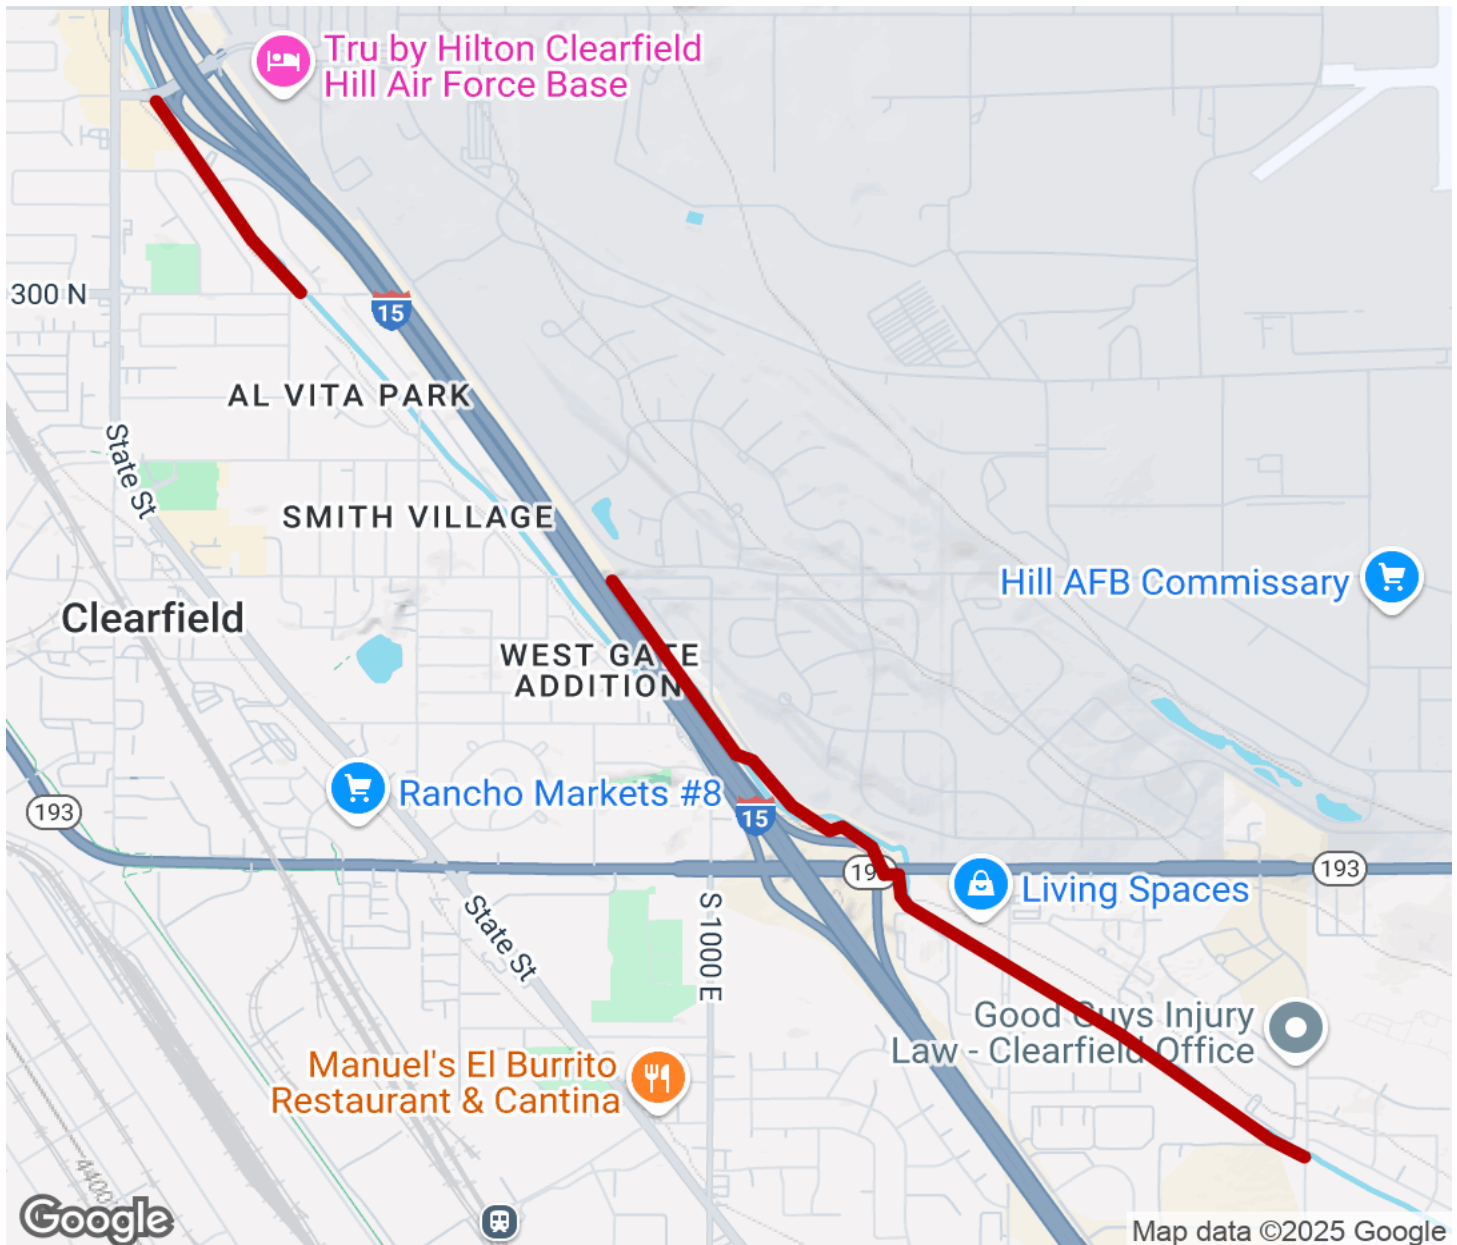 Tru by Hilton Clearfield
Hill Air Force Base
300 N
15
AL VITA PARK
State St
SMITH VILLAGE
Hill AFB Commissary
Clearfield
WEST GATE
ADDITION
Rancho Markets #8
193
15
193
Living Spaces
State St
S 1000 E
Good Guys Injury
Law - Clearfield Office
Manuel's El Burrito
Restaurant & Cantina
Google
Map data ©2025 Google